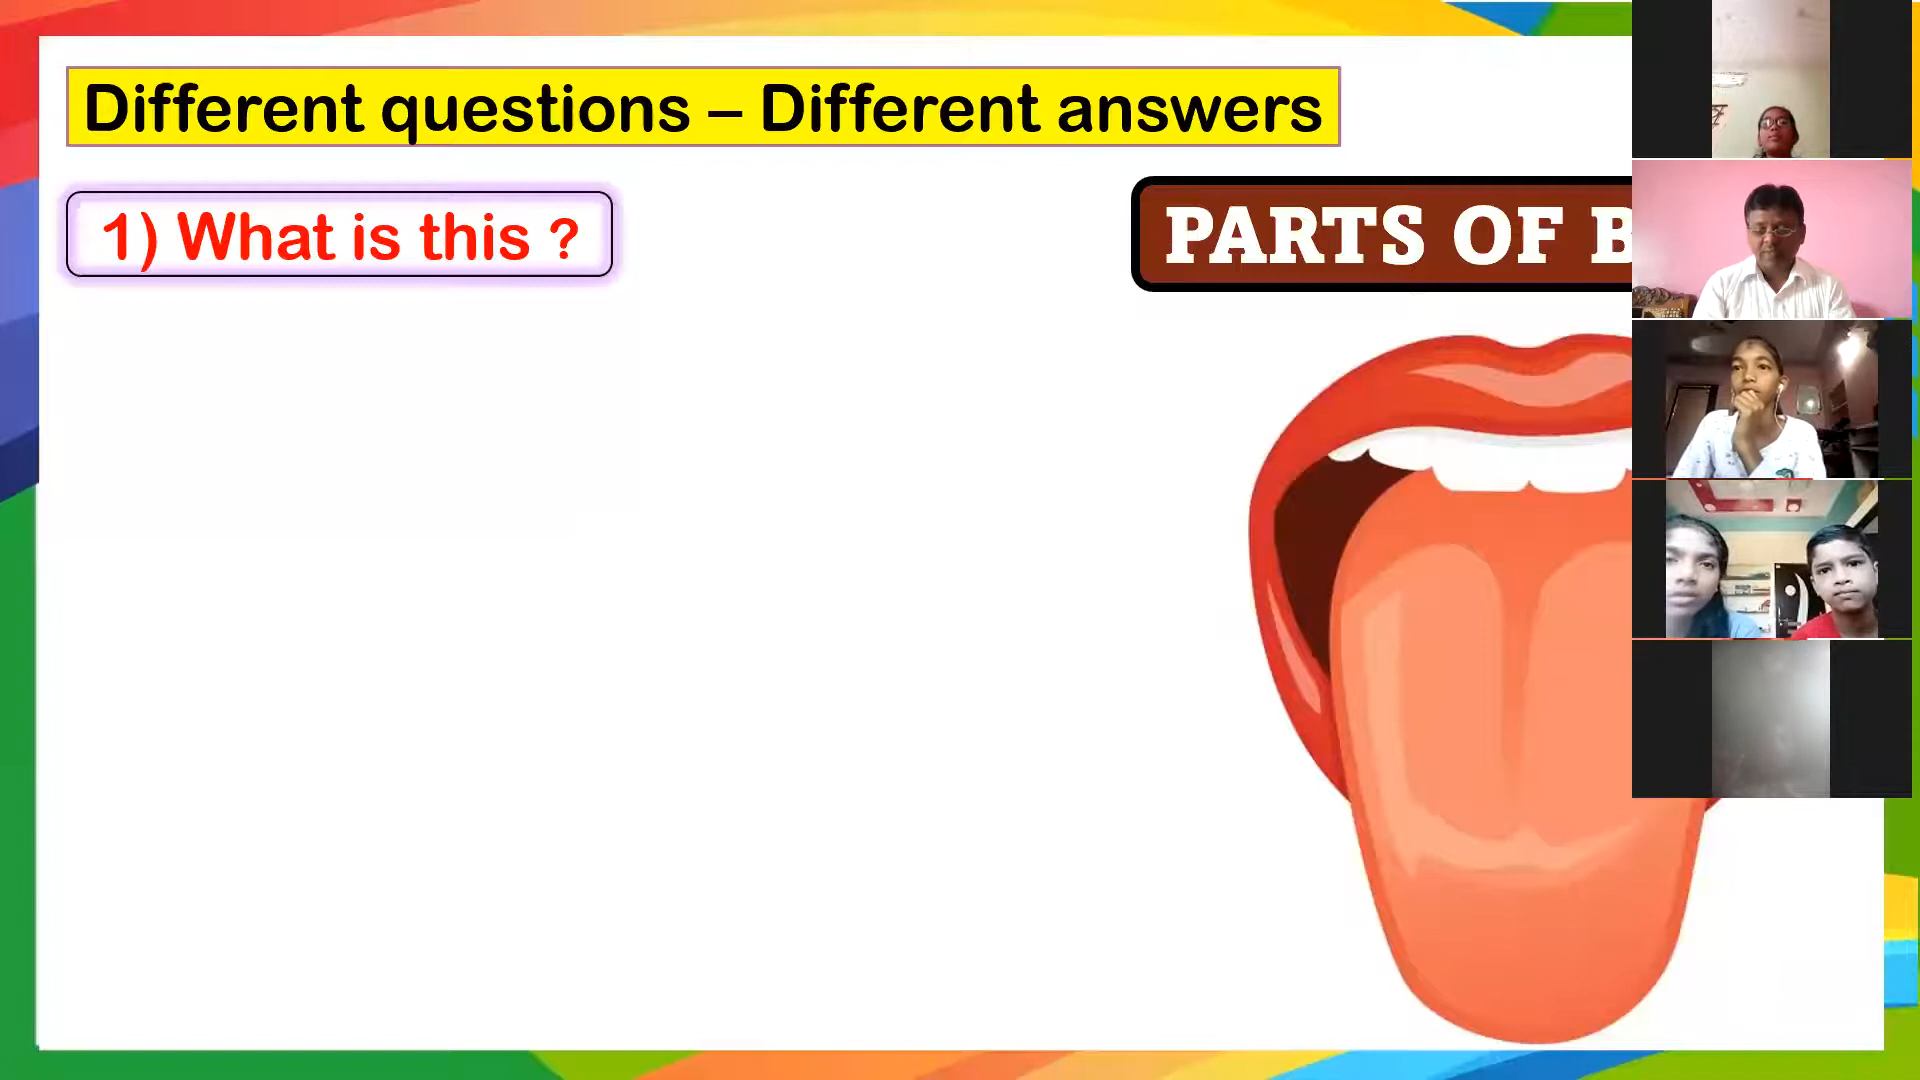 Different questions – Different answers
1) What is this ?
PARTS OF